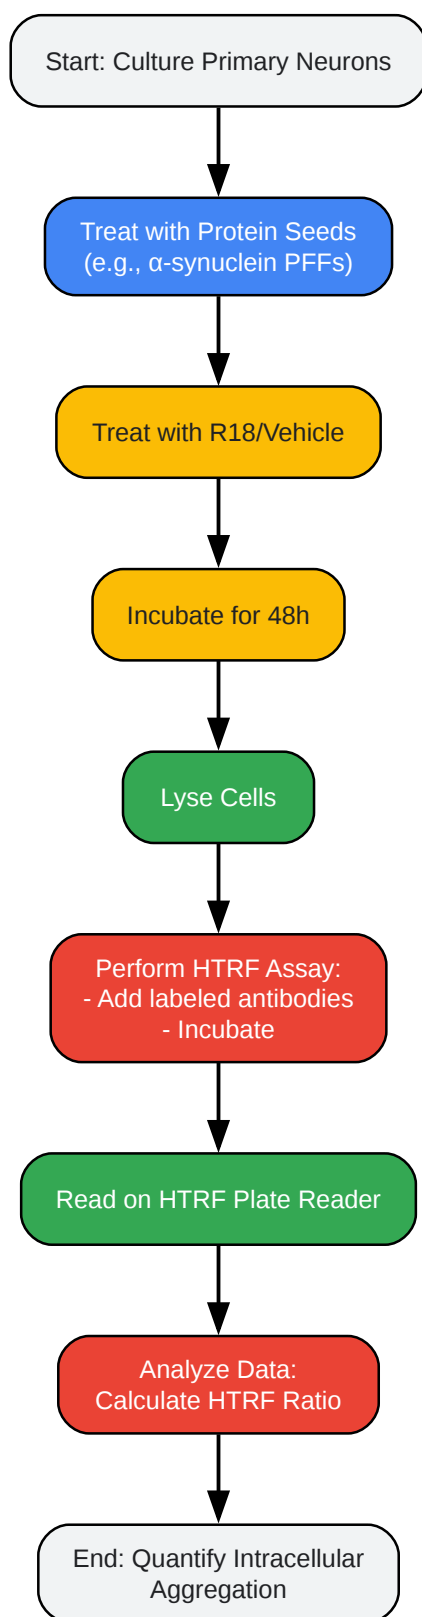 Start: Culture Primary Neurons
Treat with Protein Seeds
(e.g., α-synuclein PFFs)
Treat with R18/Vehicle
Incubate for 48h
Lyse Cells
Perform HTRF Assay:
- Add labeled antibodies
- Incubate
Read on HTRF Plate Reader
Analyze Data:
Calculate HTRF Ratio
End: Quantify Intracellular
Aggregation